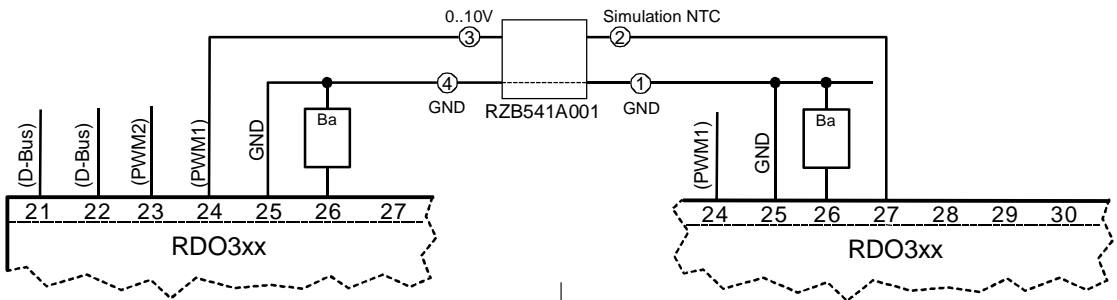 0..10V
Simulation NTC
3
2
4
1
GND
RZB541A001
GND
(D-Bus)
(D-Bus)
(PWM2)
(PWM1)
GND
Ba
(PWM1)
GND
Ba
21 22 23 24 25 26 27
24 25 26 27 28 29 30
RDO3xx
RDO3xx